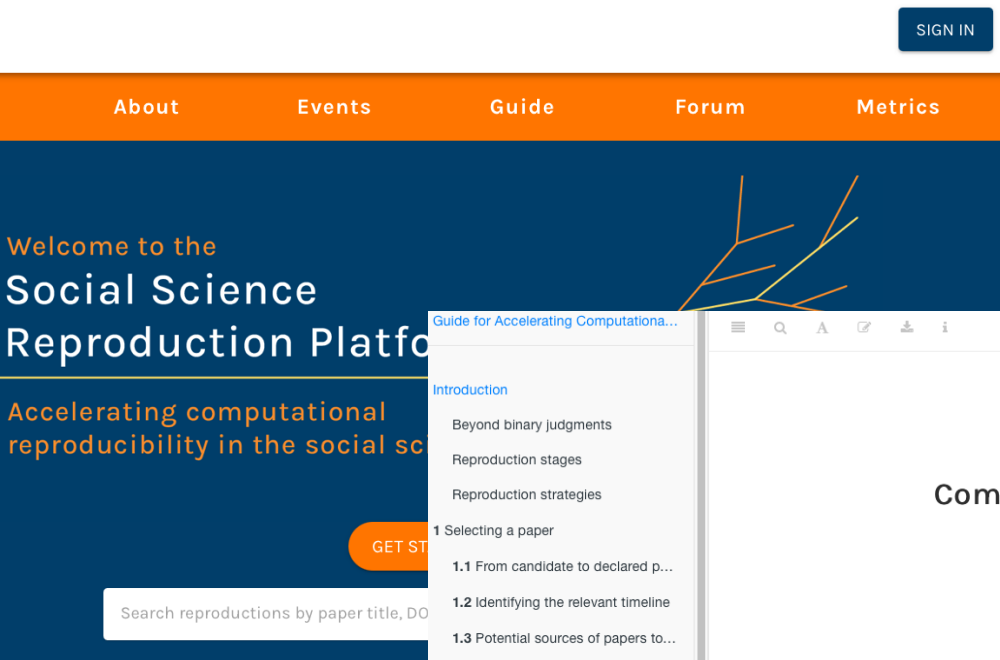 SIGN IN
About Events Guide Forum Metrics
Welcome to the
Social Science
Reproduction Platfo
Accelerating computational
reproducibility in the social sci
GET ST
Search reproductions by paper title, DO
Guide for Accelerating Computationa...
Introduction
Beyond binary judgments
Reproduction stages
Reproduction strategies
1 Selecting a paper
1.1 From candidate to declared p...
1.2 Identifying the relevant timeline
1.3 Potential sources of papers to...
A
i
Com